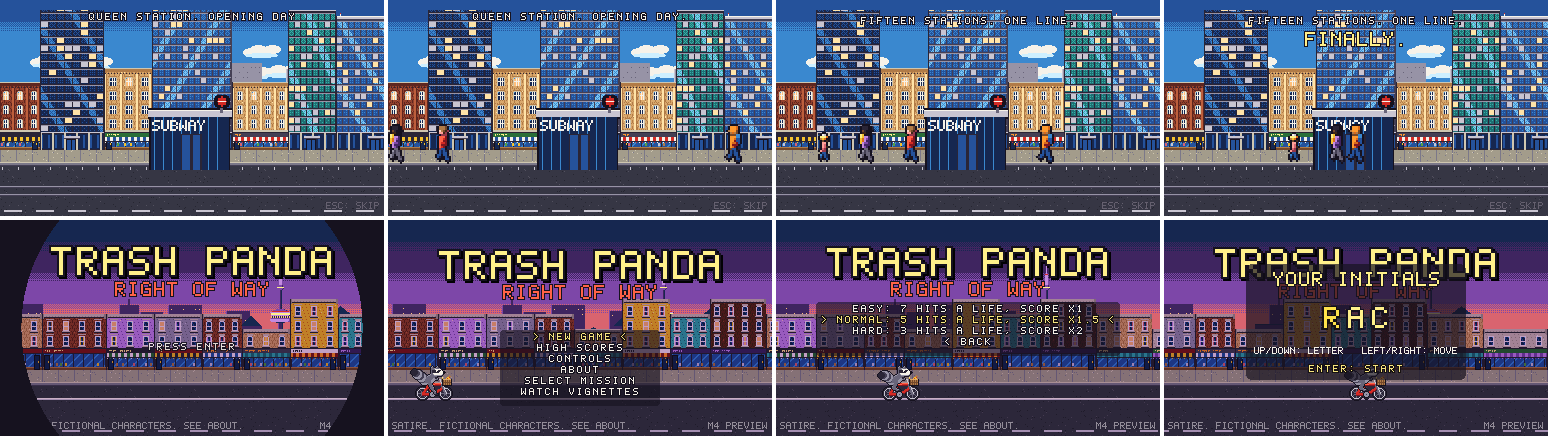 QUEEN STATION. OPENING DAY
SUBWAY
ESC: SKIP
QUEEN STATION. OPENING DAY
SUBWAY
ESC: SKIP
FIFTEEN STATIONS. ONE LINE.
SUBWAY
ESC: SKIP
FIFTEEN STATIONS. ONE LINE.
FINALLY.
SUBWAY
ESC: SKIP
TRASH PANDA
RIGHT OF WAY
PRESS ENTER
FICTIONAL CHARACTERS. SEE ABOUT.
M4
TRASH PANDA
RIGHT OF WAY
> NEW GAME <
HIGH SCORES
CONTROLS
ABOUT
SELECT MISSION
WATCH VIGNETTES
SATIRE. FICTIONAL CHARACTERS. SEE ABOUT.
M4 PREVIEW
TRASH PANDA
RIGHT OF WAY
EASY: 7 HITS A LIFE, SCORE X1
> NORMAL: 5 HITS A LIFE, SCORE X1.5 <
HARD: 3 HITS A LIFE, SCORE X2
< BACK
SATIRE. FICTIONAL CHARACTERS. SEE ABOUT.
M4 PREVIEW
TRASH PANDA
RIGHT OF WAY
YOUR INITIALS
RAC
UP/DOWN: LETTER LEFT/RIGHT: MOVE
ENTER: START
SATIRE. FICTIONAL CHARACTERS. SEE ABOUT.
M4 PREVIEW